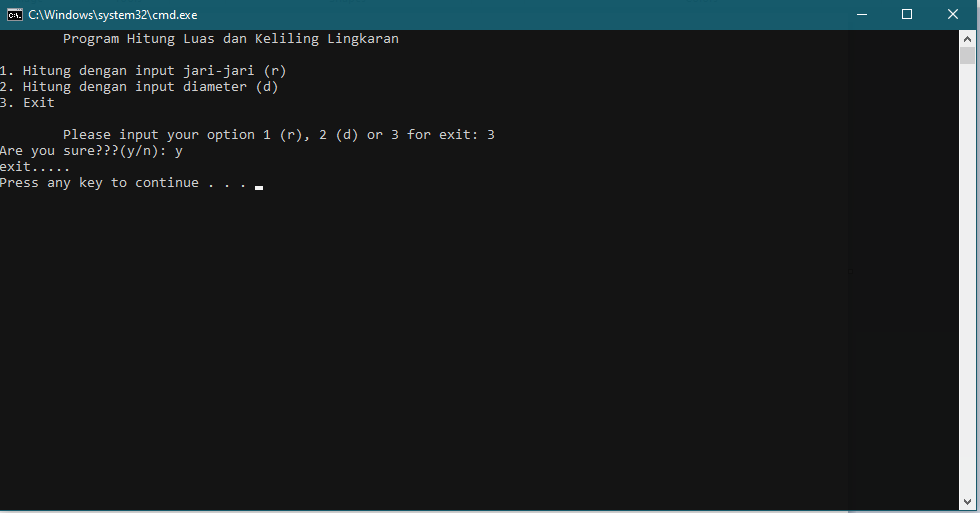 C:\Windows\system32\cmd.exe
Program Hitung Luas dan Keliling Lingkaran
1. Hitung dengan input jari-jari (r)
2. Hitung dengan input diameter (d)
3. Exit
Please input your option 1 (r), 2 (d) or 3 for exit: 3
Are you sure???(y/n): y
exit.....
Press any key to continue . . .